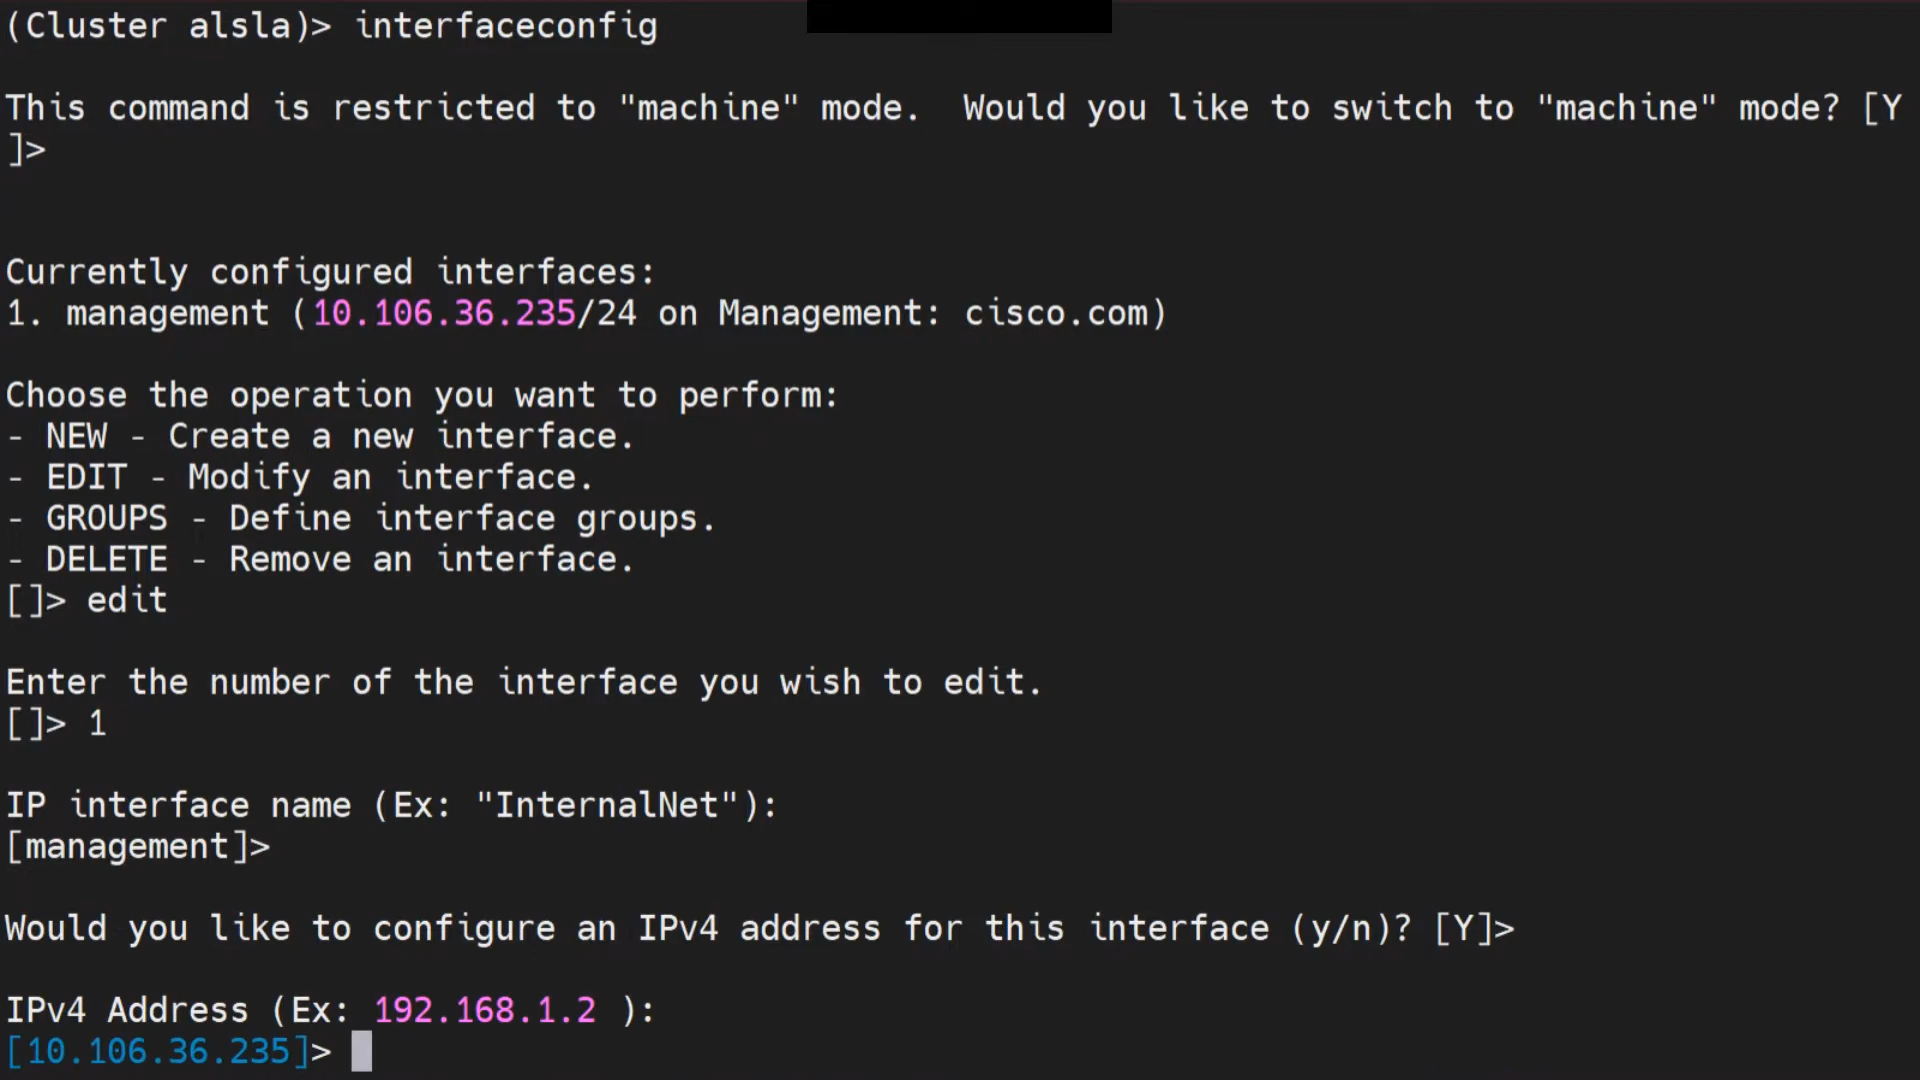 (Cluster alsla)> interfaceconfig
This command is restricted to "machine" mode.  Would you like to switch to "machine" mode? [Y
]>
Currently configured interfaces:
1. management (10.106.36.235/24 on Management: cisco.com)
Choose the operation you want to perform:
- NEW - Create a new interface.
- EDIT - Modify an interface.
- GROUPS - Define interface groups.
- DELETE - Remove an interface.
[]> edit
Enter the number of the interface you wish to edit.
[]> 1
IP interface name (Ex: "InternalNet"):
[management]>
Would you like to configure an IPv4 address for this interface (y/n)? [Y]>
IPv4 Address (Ex: 192.168.1.2 ):
[10.106.36.235]>